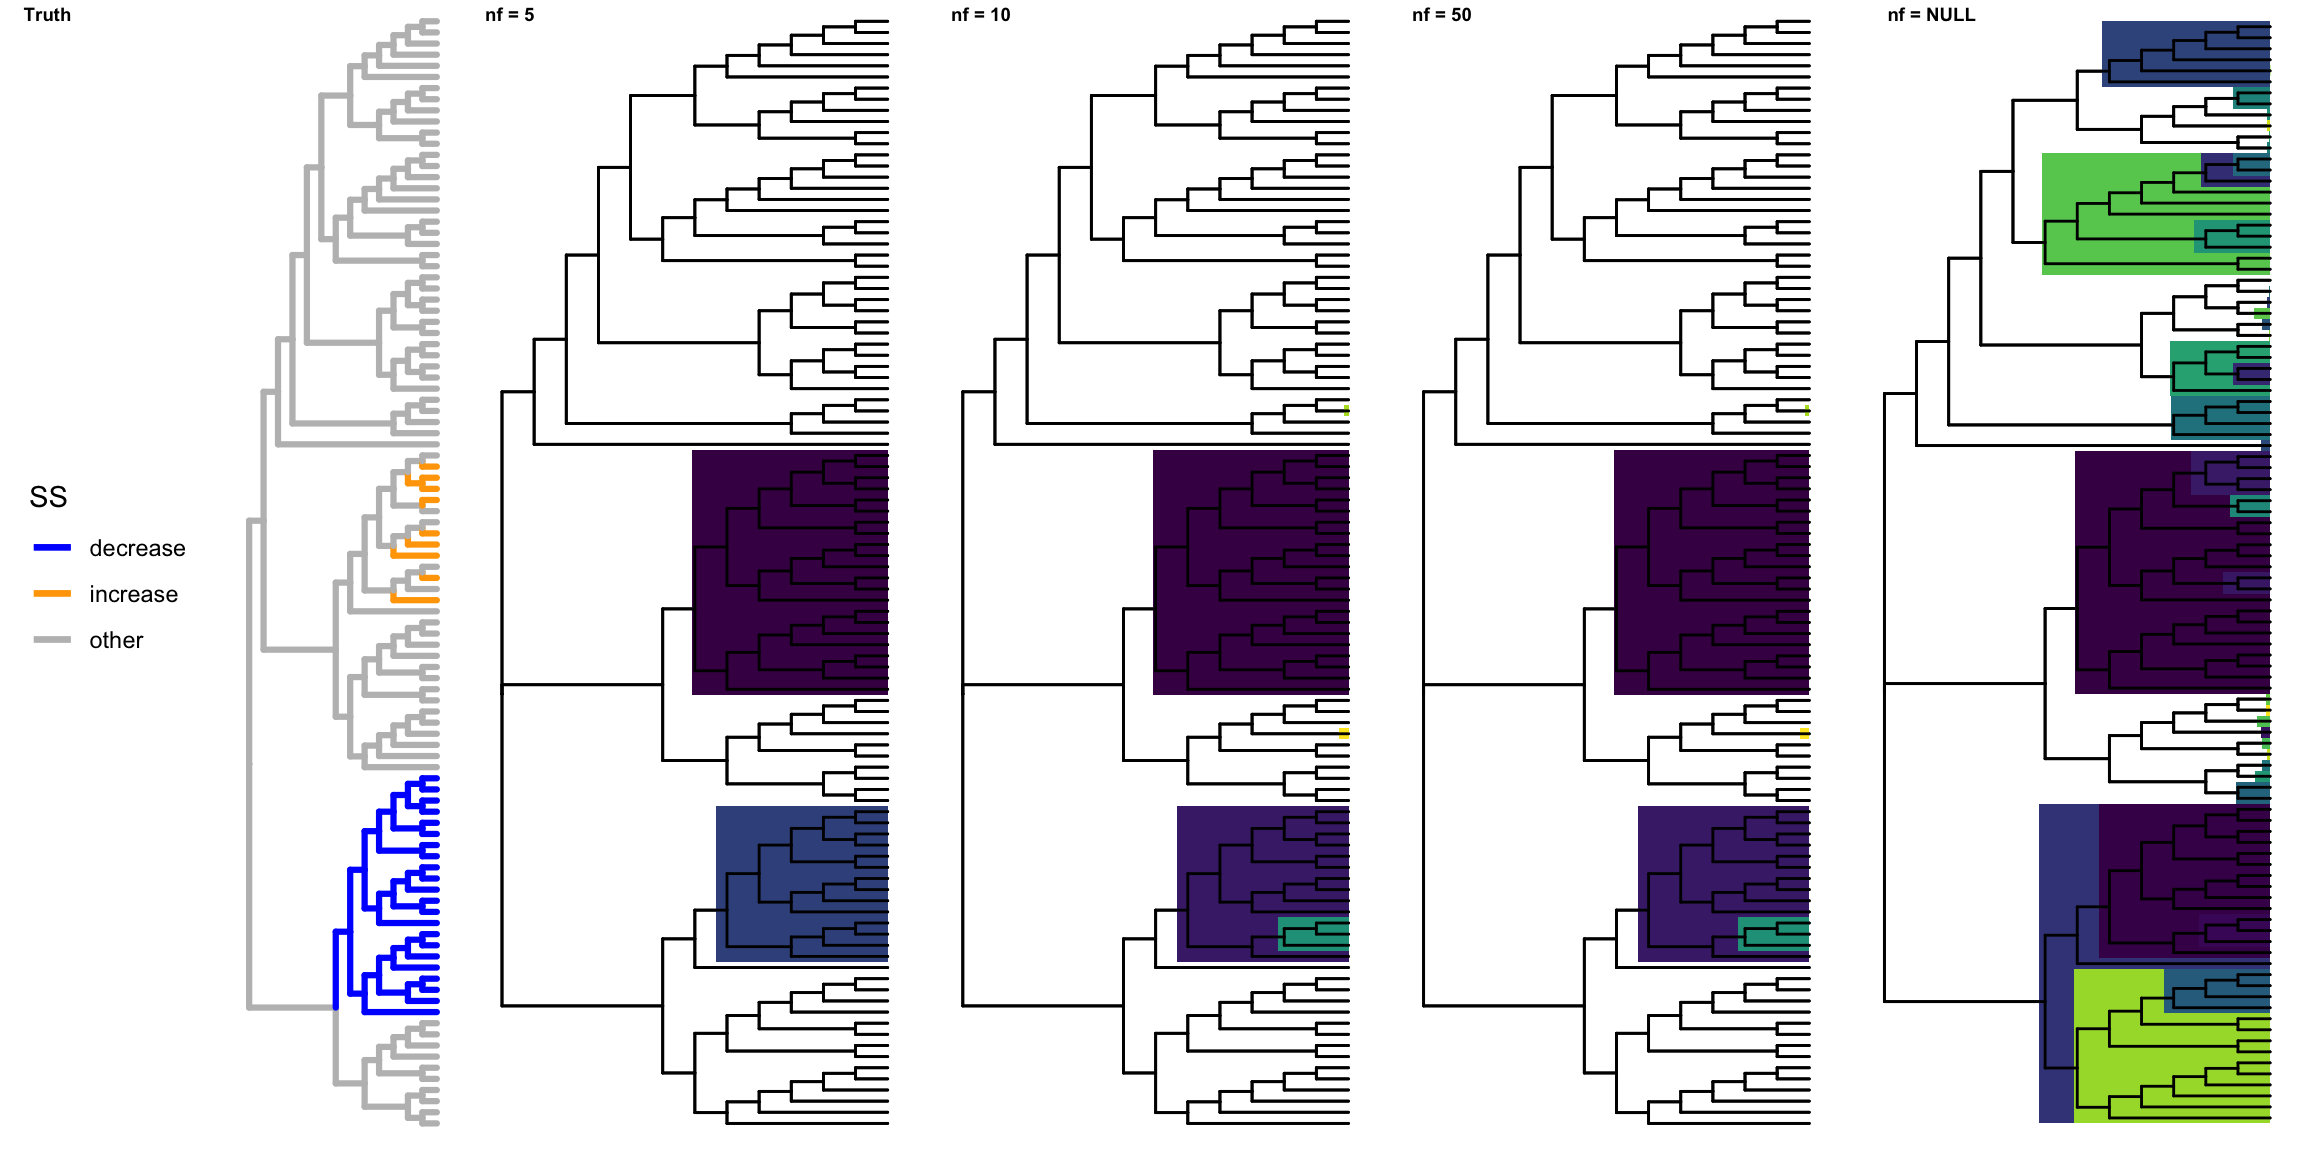 Truth
nf = 5
nf = 10
nf = 50
nf = NULL
SS
decrease
increase
other